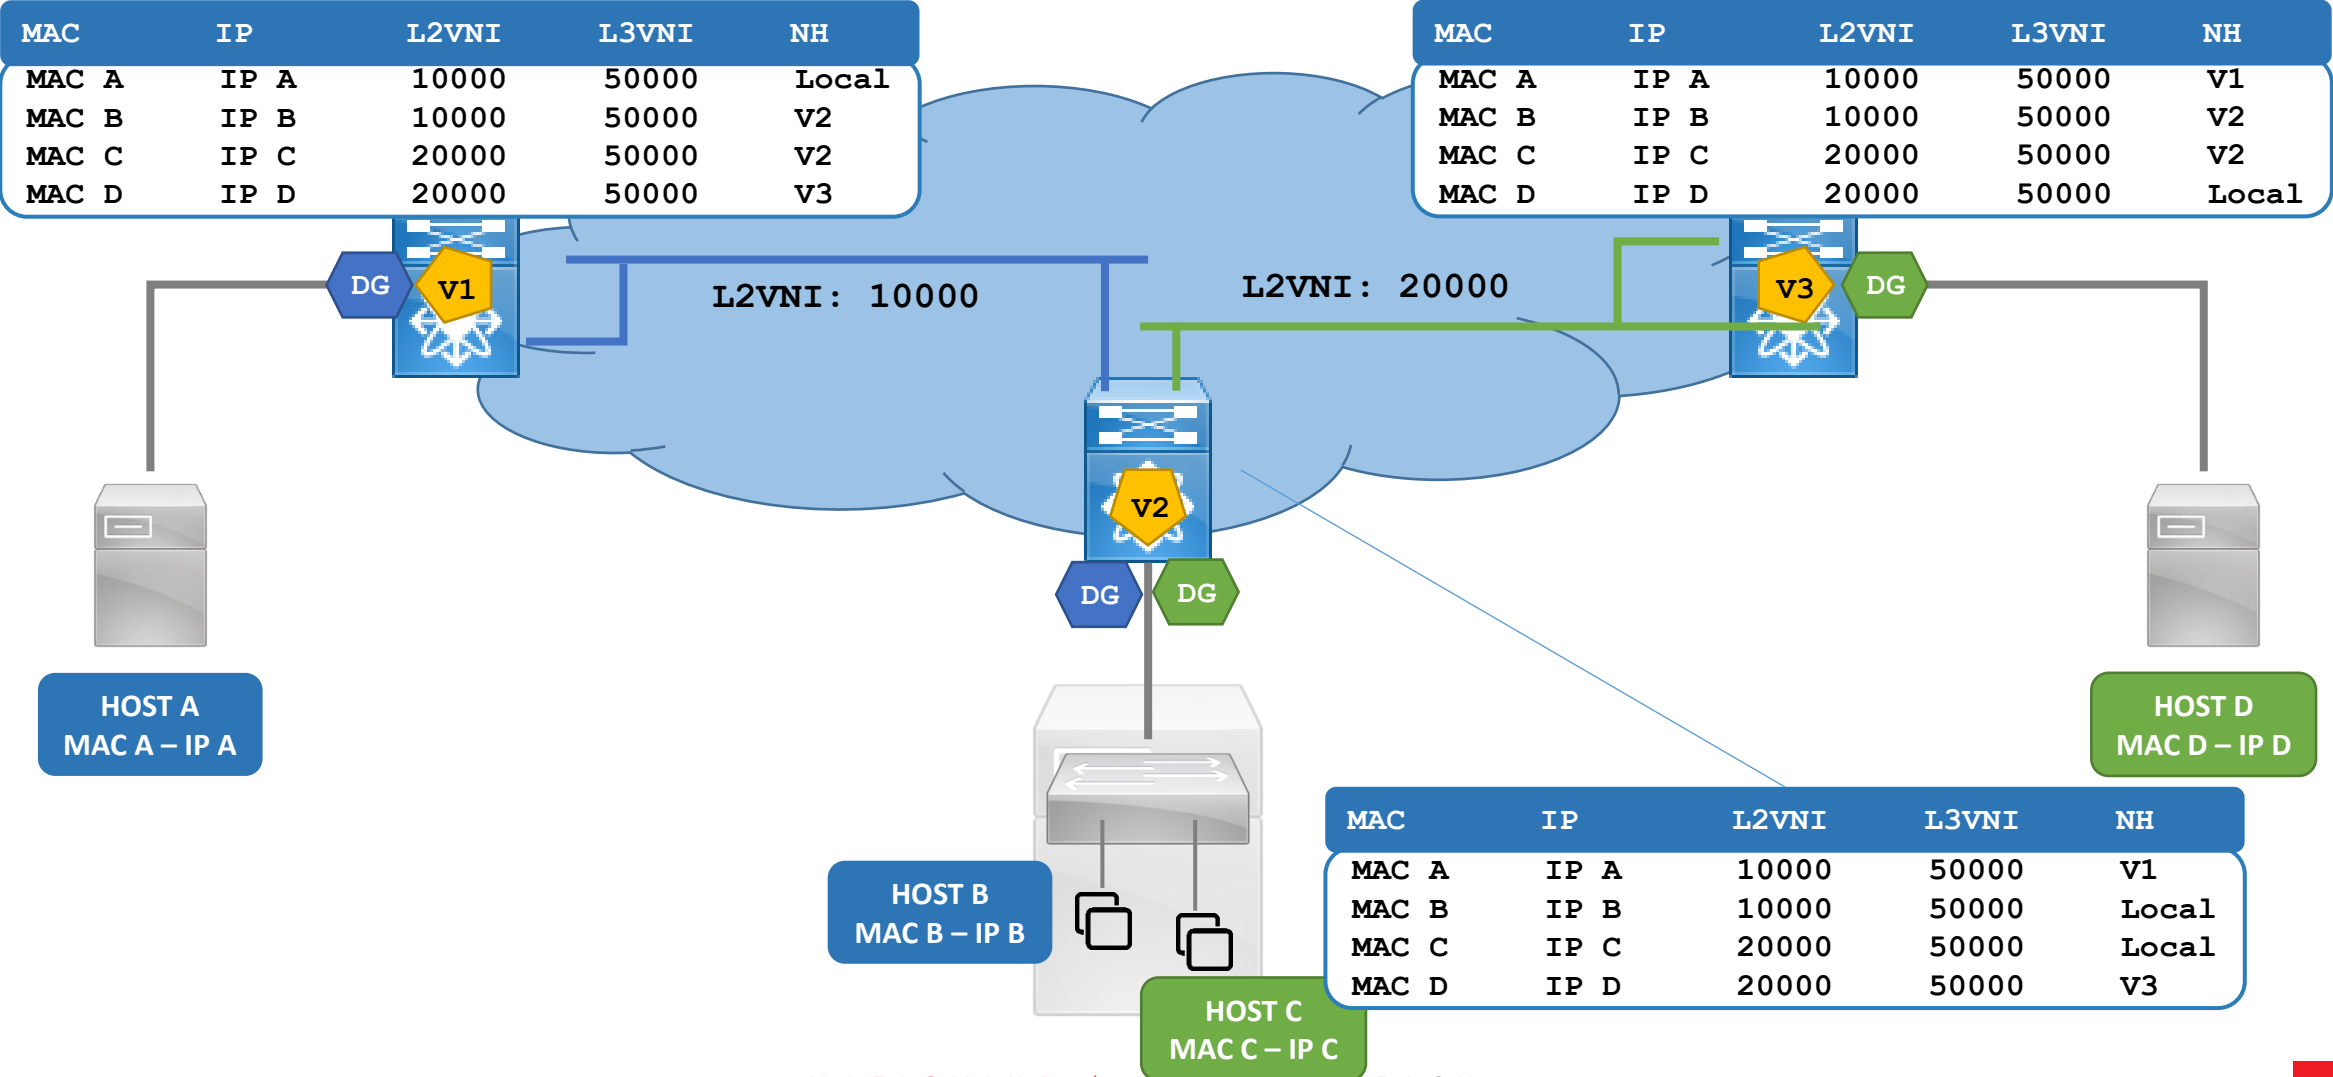 MAC IP L2VNI L3VNI NH
MAC A IP A 10000 50000 Local
MAC B IP B 10000 50000 V2
MAC C IP C 20000 50000 V2
MAC D IP D 20000 50000 V3
MAC IP L2VNI L3VNI NH
MAC A IP A 10000 50000 V1
MAC B IP B 10000 50000 V2
MAC C IP C 20000 50000 V2
MAC D IP D 20000 50000 Local
DG
V1
L2VNI: 10000
L2VNI: 20000
V3
DG
V2
DG
DG
HOST A
MAC A – IP A
HOST D
MAC D – IP D
HOST B
MAC B – IP B
HOST C
MAC C – IP C
MAC IP L2VNI L3VNI NH
MAC A IP A 10000 50000 V1
MAC B IP B 10000 50000 Local
MAC C IP C 20000 50000 Local
MAC D IP D 20000 50000 V3